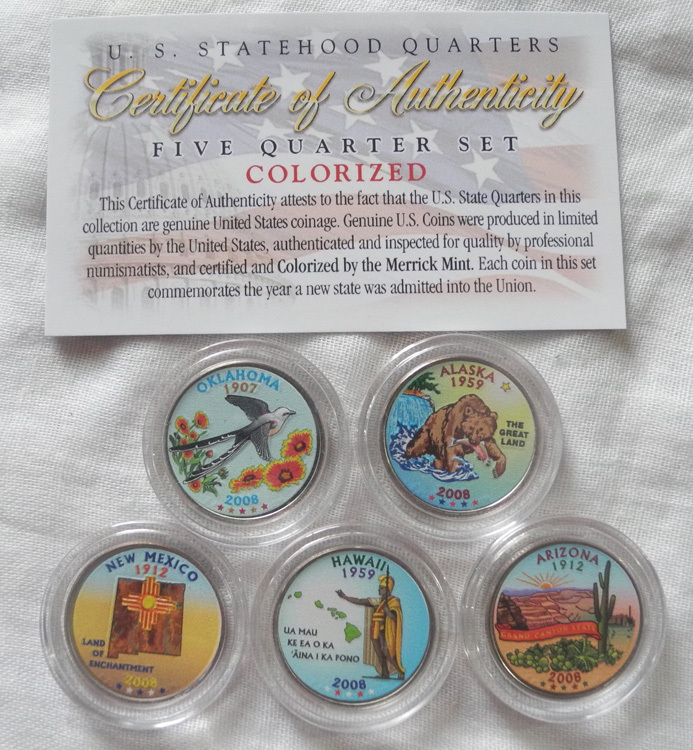 U. S. STATEHOOD QUARTERS
Certificate of Authenticity
FIVE QUARTER SET
COLORIZED
This Certificate of Authenticity attests to the fact that the U.S. State Quarters in this
collection are genuine United States coinage. Genuine U.S. Coins were produced in limited
quantities by the United States, authenticated and inspected for quality by professional
numismatists, and certified and Colorized by the Merrick Mint. Each coin in this set
commemorates the year a new state was admitted into the Union.
OKLAHOMA
1907
2008
ALASKA
1959
THE
GREAT
LAND
2008
NEW MEXICO
1912
LAND
OF
ENCHANTMENT
2008
HAWAII
1959
UA MAU
KE EA O KA
'ĀINA I KA PONO
2008
ARIZONA
1912
GRAND CANYON STATE
2008